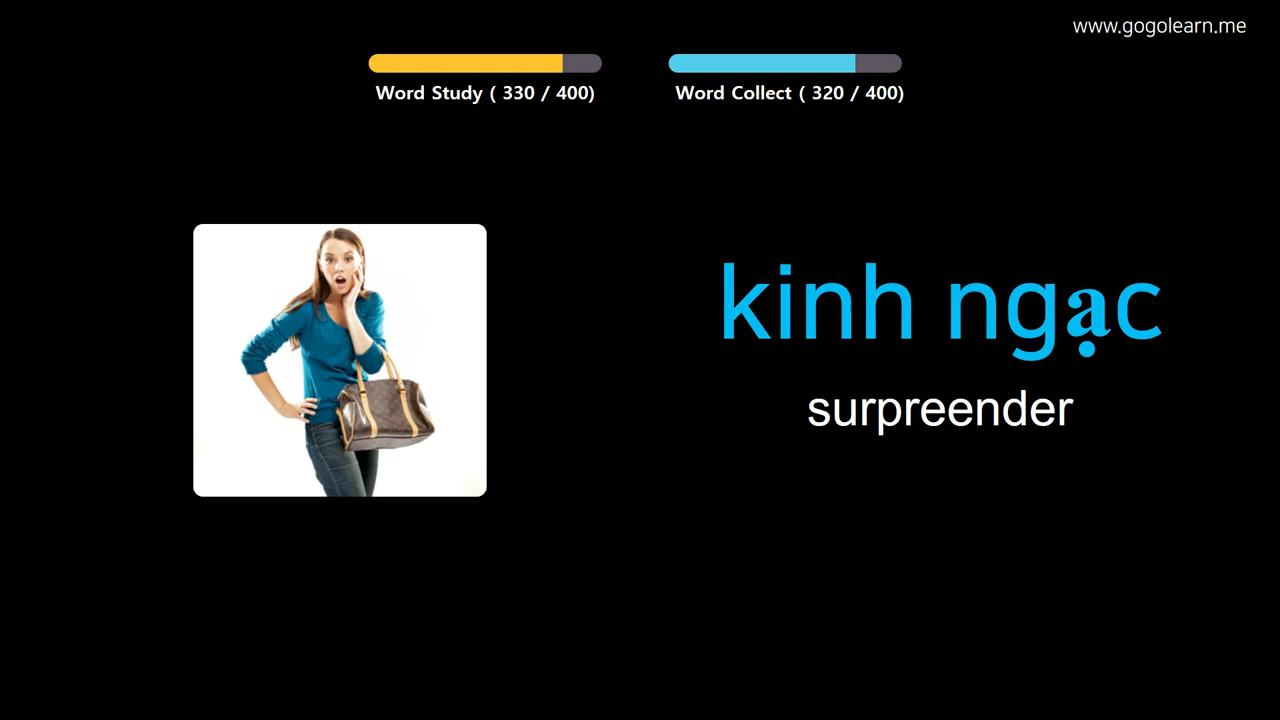 www.gogolearn.me
Word Study ( 330 / 400)
Word Collect ( 320 / 400)
kinh ngạc
surpreender